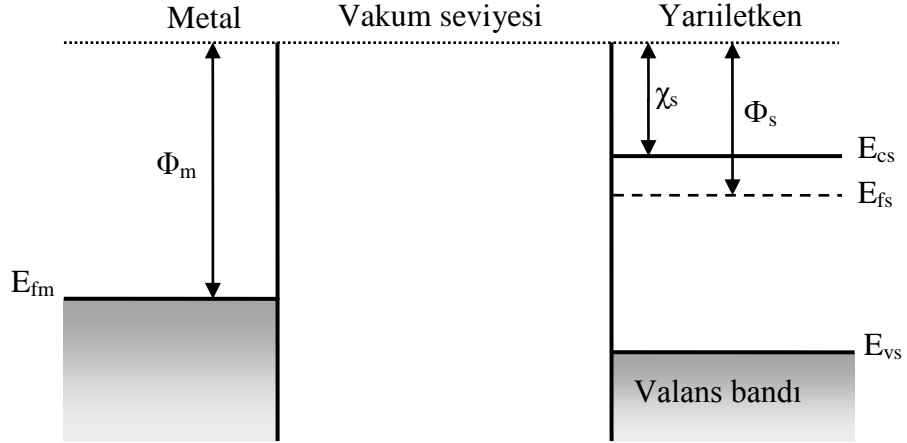 Metal
Vakum seviyesi
Yarıiletken
χs
Φs
Φm
Ecs
Efs
Efm
Evs
Valans bandı